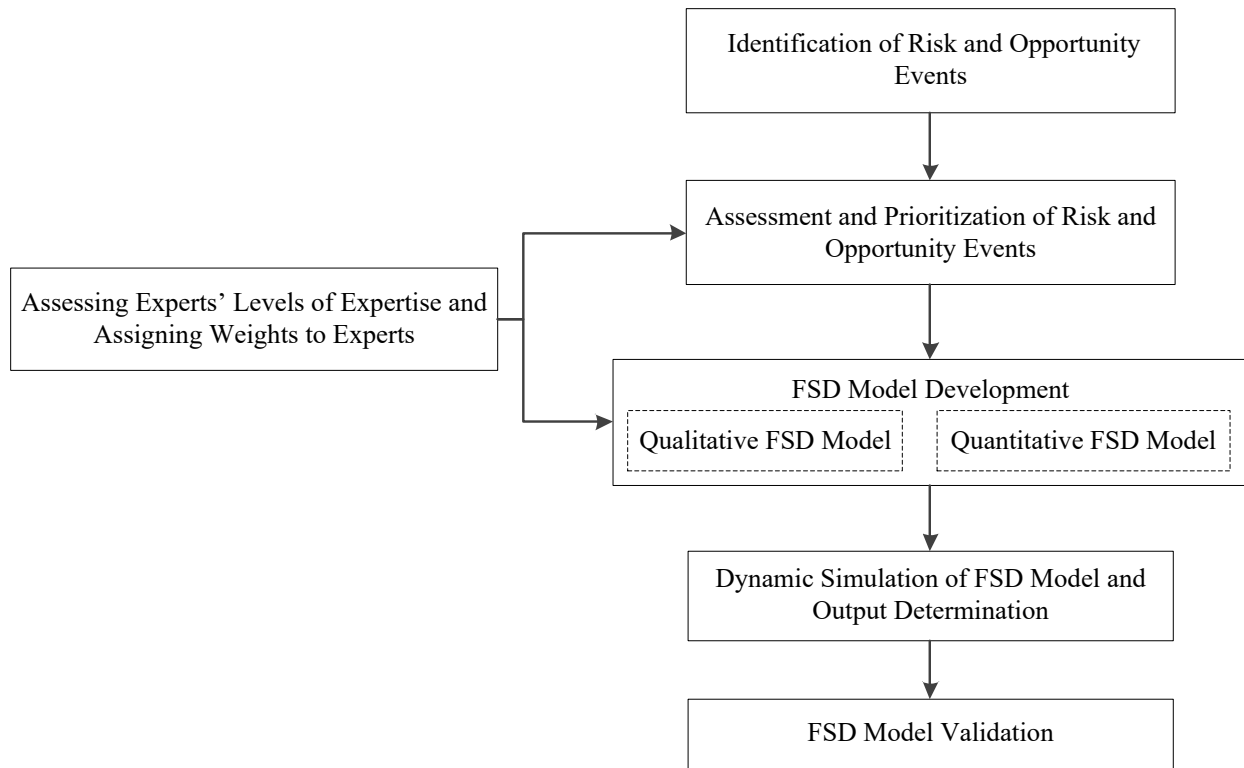 Identification of Risk and Opportunity
Events
Assessment and Prioritization of Risk and
Opportunity Events
Assessing Experts’ Levels of Expertise and
Assigning Weights to Experts
FSD Model Development
Qualitative FSD Model
Quantitative FSD Model
Dynamic Simulation of FSD Model and
Output Determination
FSD Model Validation